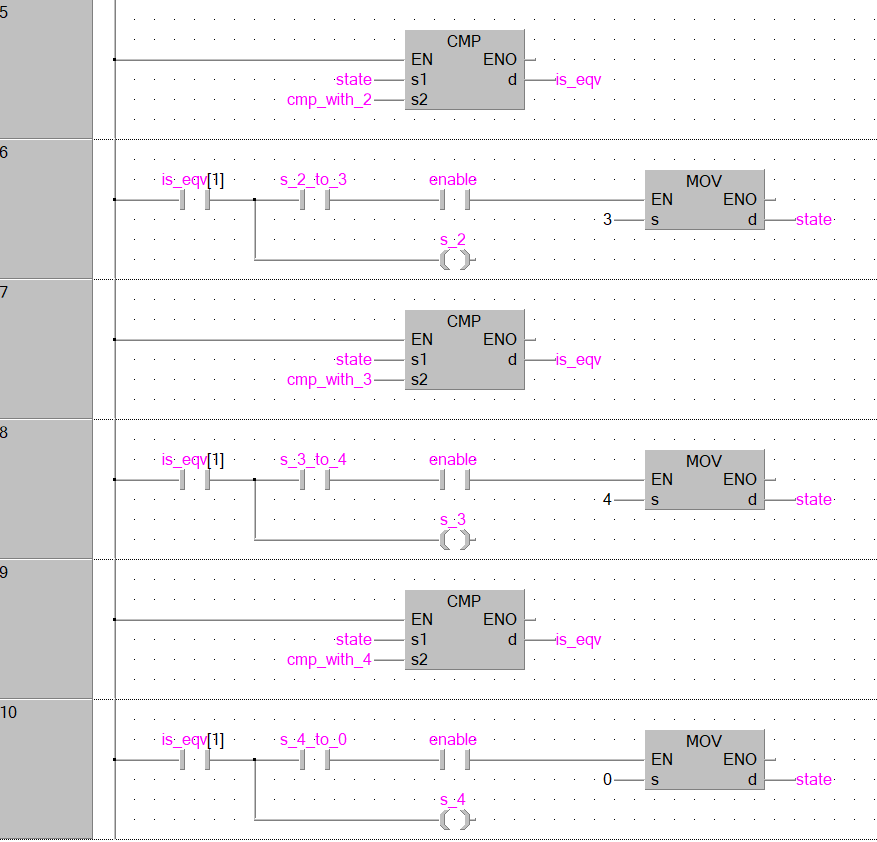 5
CMP
EN ENO
state s1 d is_eqv
cmp_with_2 s2
6
is_eqv[1] s_2_to_3 enable MOV
EN ENO
3 s d state
s_2
7
CMP
EN ENO
state s1 d is_eqv
cmp_with_3 s2
8
is_eqv[1] s_3_to_4 enable MOV
EN ENO
4 s d state
s_3
9
CMP
EN ENO
state s1 d is_eqv
cmp_with_4 s2
10
is_eqv[1] s_4_to_0 enable MOV
EN ENO
0 s d state
s_4